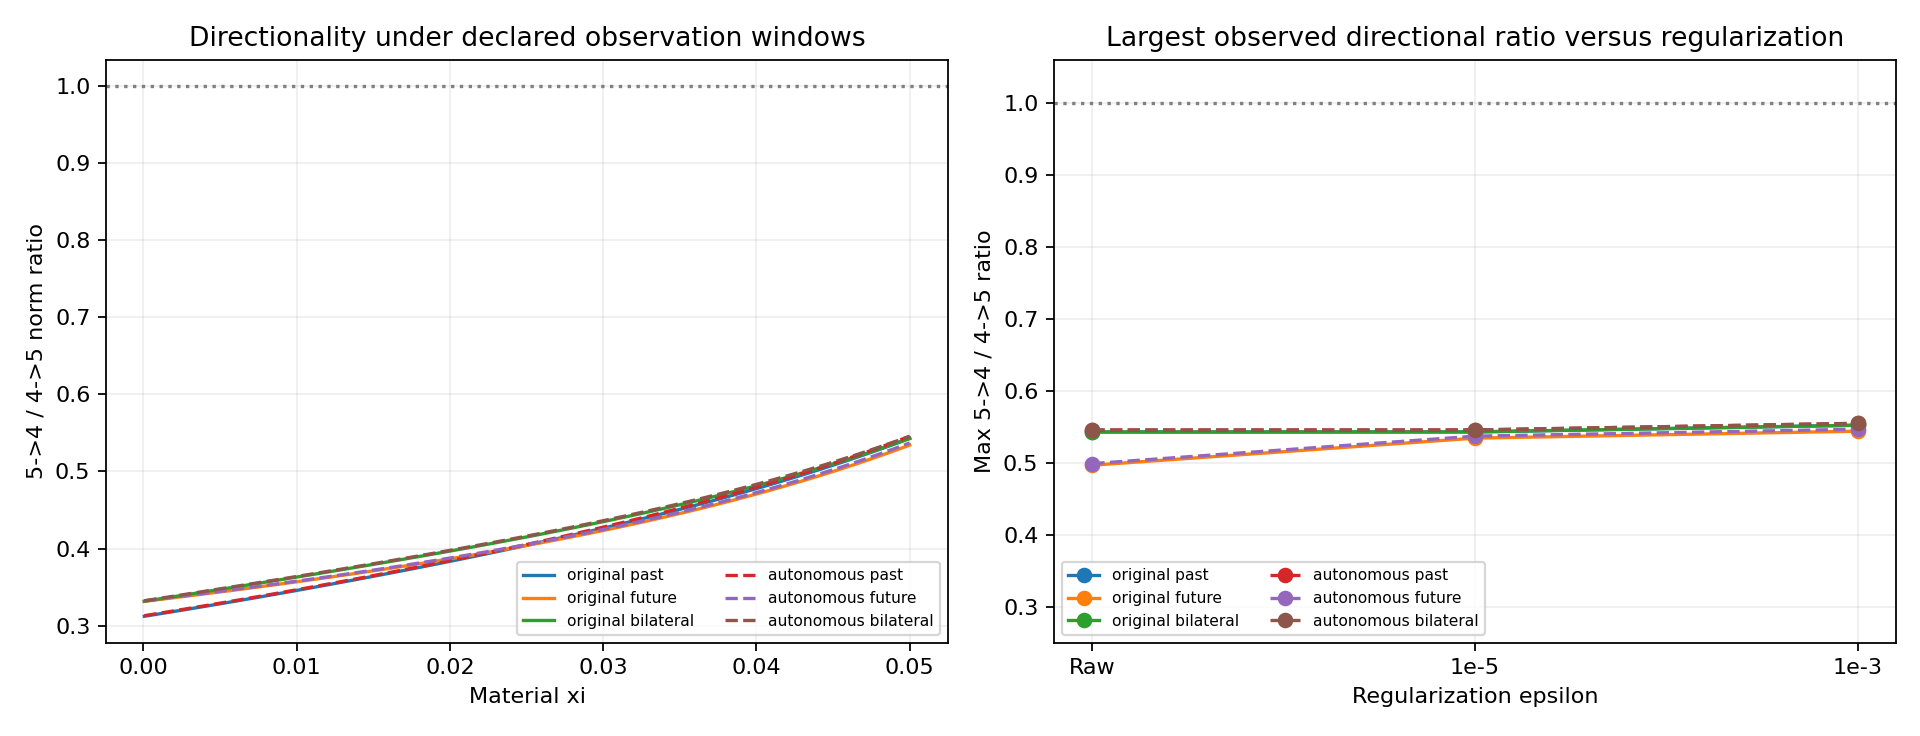 Directionality under declared observation windows
5->4 / 4->5 norm ratio
1.0
0.9
0.8
0.7
0.6
0.5
0.4
0.3
original past
original future
original bilateral
autonomous past
autonomous future
autonomous bilateral
0.00
0.01
0.02
0.03
0.04
0.05
Material xi
Largest observed directional ratio versus regularization
Max 5->4 / 4->5 ratio
1.0
0.9
0.8
0.7
0.6
0.5
0.4
0.3
original past
original future
original bilateral
autonomous past
autonomous future
autonomous bilateral
Raw
1e-5
1e-3
Regularization epsilon